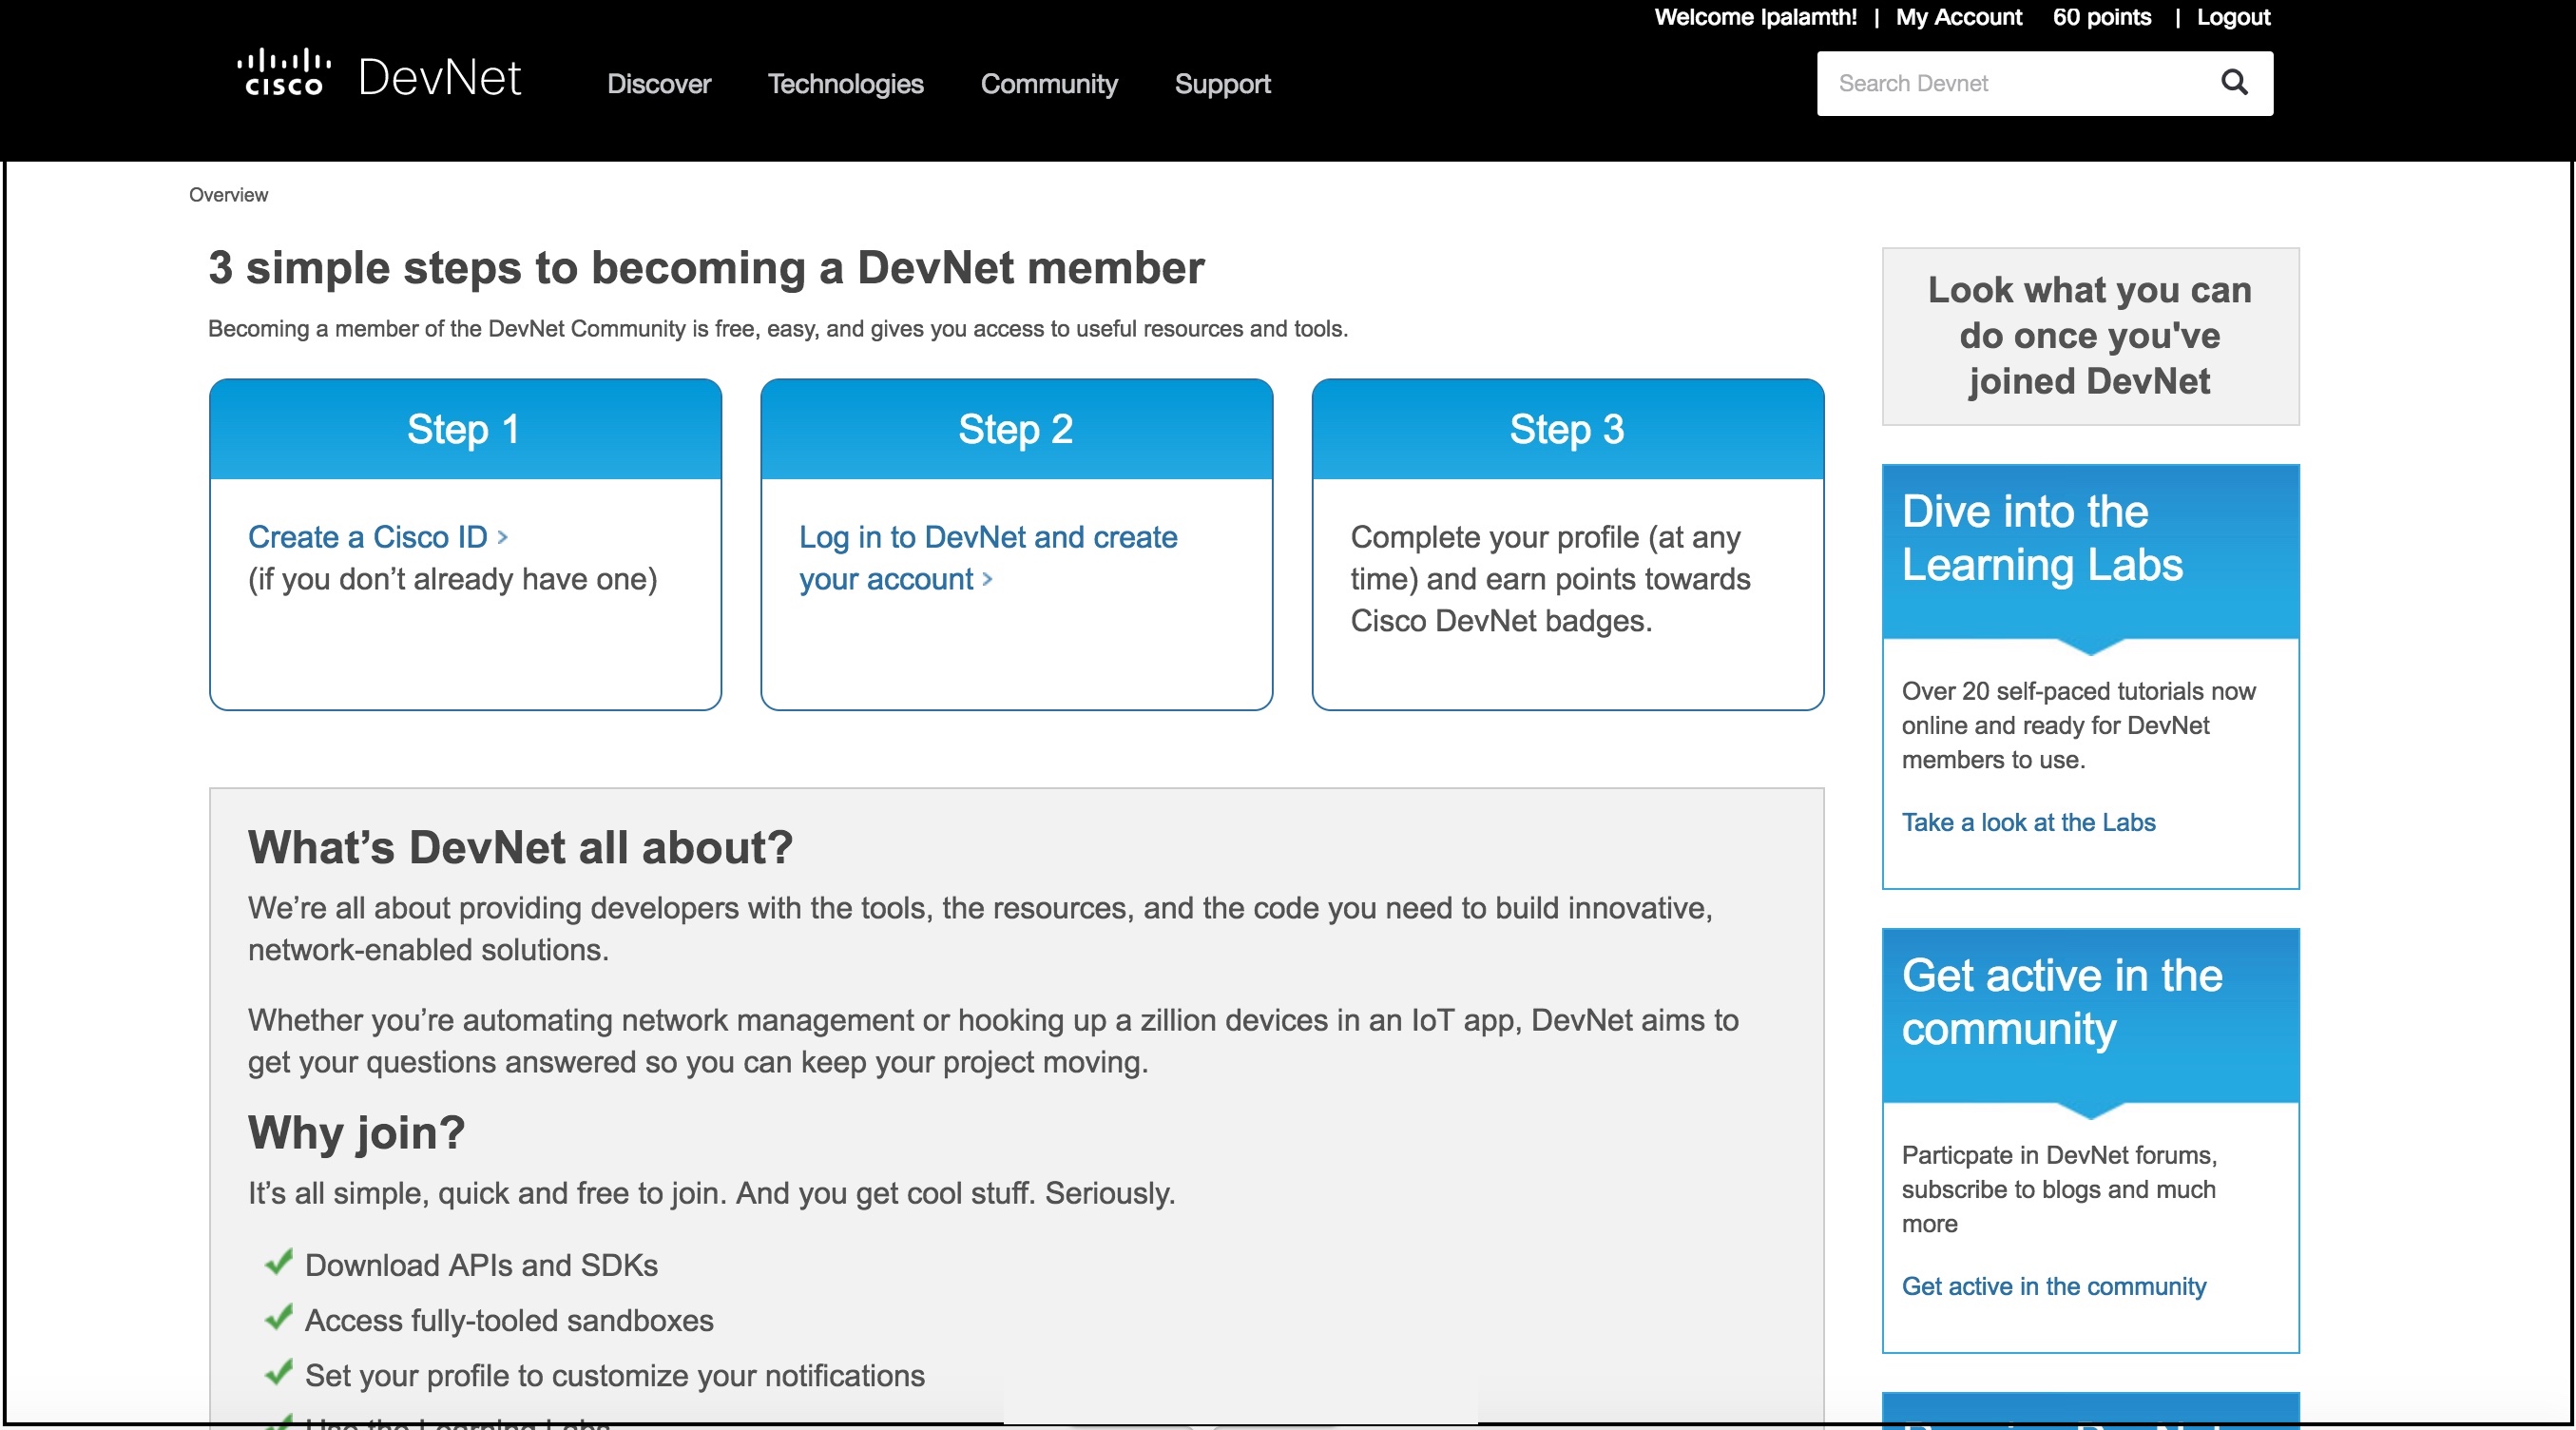 Welcome lpalamth! | My Account 60 points | Logout
cisco DevNet Discover Technologies Community Support
Search Devnet
Overview
3 simple steps to becoming a DevNet member
Becoming a member of the DevNet Community is free, easy, and gives you access to useful resources and tools.
Step 1
Create a Cisco ID >
(if you don’t already have one)
Step 2
Log in to DevNet and create
your account >
Step 3
Complete your profile (at any
time) and earn points towards
Cisco DevNet badges.
What’s DevNet all about?
We’re all about providing developers with the tools, the resources, and the code you need to build innovative,
network-enabled solutions.
Whether you’re automating network management or hooking up a zillion devices in an IoT app, DevNet aims to
get your questions answered so you can keep your project moving.
Why join?
It’s all simple, quick and free to join. And you get cool stuff. Seriously.
Download APIs and SDKs
Access fully-tooled sandboxes
Set your profile to customize your notifications
Use the Learning Labs
Look what you can
do once you've
joined DevNet
Dive into the
Learning Labs
Over 20 self-paced tutorials now
online and ready for DevNet
members to use.
Take a look at the Labs
Get active in the
community
Particpate in DevNet forums,
subscribe to blogs and much
more
Get active in the community